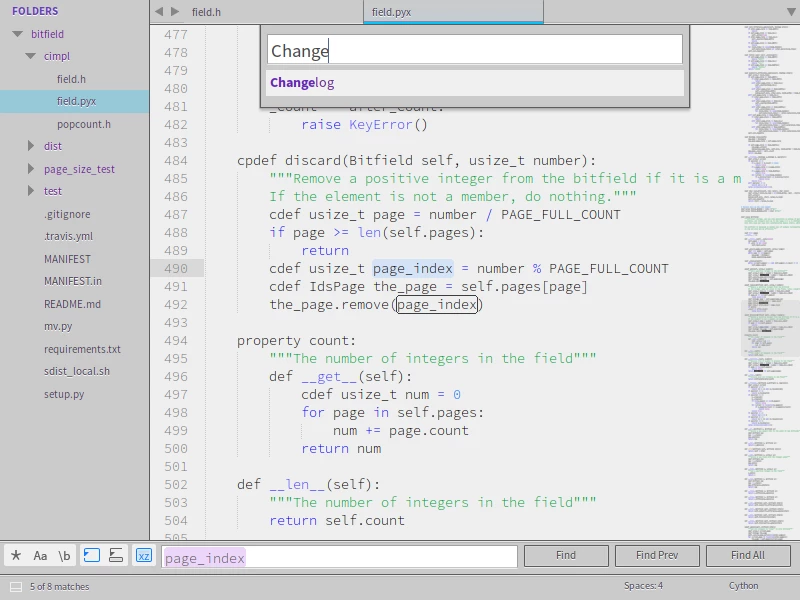 FOLDERS
bitfield
cimpl
field.h
field.pyx
popcount.h
dist
page_size_test
test
.gitignore
.travis.yml
MANIFEST
MANIFEST.in
README.md
mv.py
requirements.txt
sdist_local.sh
setup.py
field.h
field.pyx
Change
Changelog
477
478
479
480
481
482 raise KeyError()
483
484 cpdef discard(Bitfield self, usize_t number):
485 """Remove a positive integer from the bitfield if it is a m
486 If the element is not a member, do nothing."""
487 cdef usize_t page = number / PAGE_FULL_COUNT
488 if page >= len(self.pages):
489 return
490 cdef usize_t page_index = number % PAGE_FULL_COUNT
491 cdef IdsPage the_page = self.pages[page]
492 the_page.remove(page_index)
493
494 property count:
495 """The number of integers in the field"""
496 def __get__(self):
497 cdef usize_t num = 0
498 for page in self.pages:
499 num += page.count
500 return num
501
502 def __len__(self):
503 """The number of integers in the field"""
504 return self.count
505
* Aa \b xz page_index Find Find Prev Find All
5 of 8 matches Spaces: 4 Cython